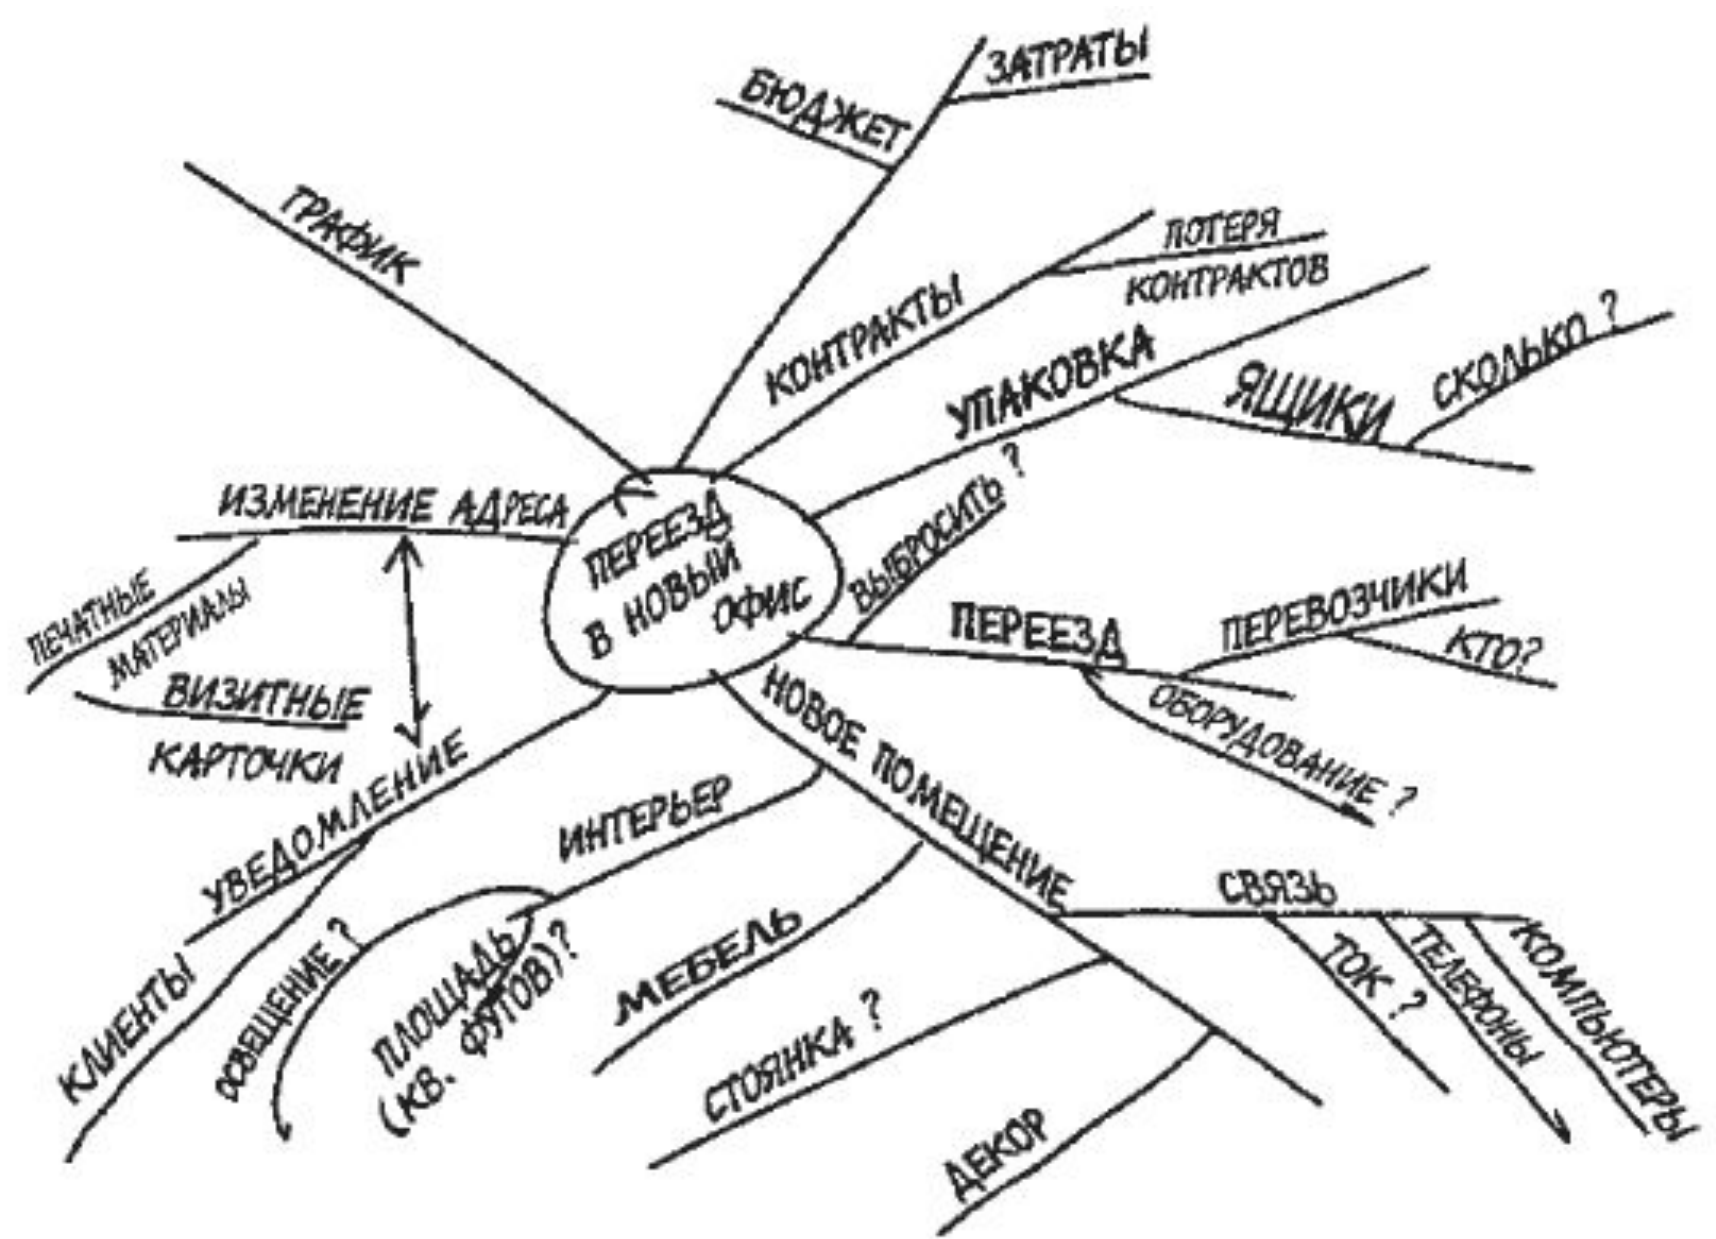 ЗАТРАТЫ
БЮДЖЕТ
ГРАФИК
ПОТЕРЯ
КОНТРАКТОВ
КОНТРАКТЫ
УПАКОВКА
ЯЩИКИ
СКОЛЬКО ?
ВЫБРОСИТЬ ?
ИЗМЕНЕНИЕ АДРЕСА
ПЕРЕЕЗД
В НОВЫЙ
ОФИС
ПЕЧАТНЫЕ
МАТЕРИАЛЫ
ВИЗИТНЫЕ
КАРТОЧКИ
ПЕРЕЕЗД
ПЕРЕВОЗЧИКИ
КТО?
ОБОРУДОВАНИЕ ?
УВЕДОМЛЕНИЕ
КЛИЕНТЫ
НОВОЕ ПОМЕЩЕНИЕ
ИНТЕРЬЕР
ОСВЕЩЕНИЕ ?
ПЛОЩАДЬ
(КВ. ФУТОВ)?
МЕБЕЛЬ
СТОЯНКА ?
ДЕКОР
СВЯЗЬ
ТОК ?
ТЕЛЕФОНЫ
КОМПЬЮТЕРЫ